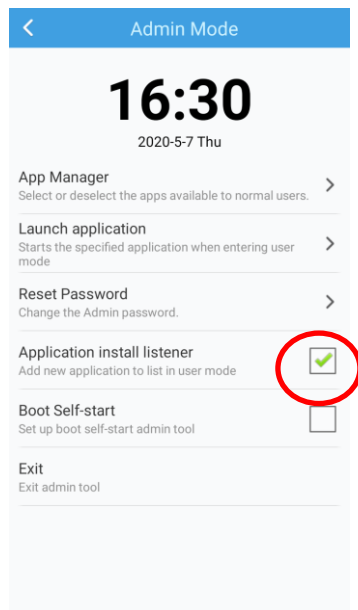 Admin Mode
16:30
2020-5-7 Thu
App Manager
Select or deselect the apps available to normal users.
Launch application
Starts the specified application when entering user
mode
Reset Password
Change the Admin password.
Application install listener
Add new application to list in user mode
Boot Self-start
Set up boot self-start admin tool
Exit
Exit admin tool